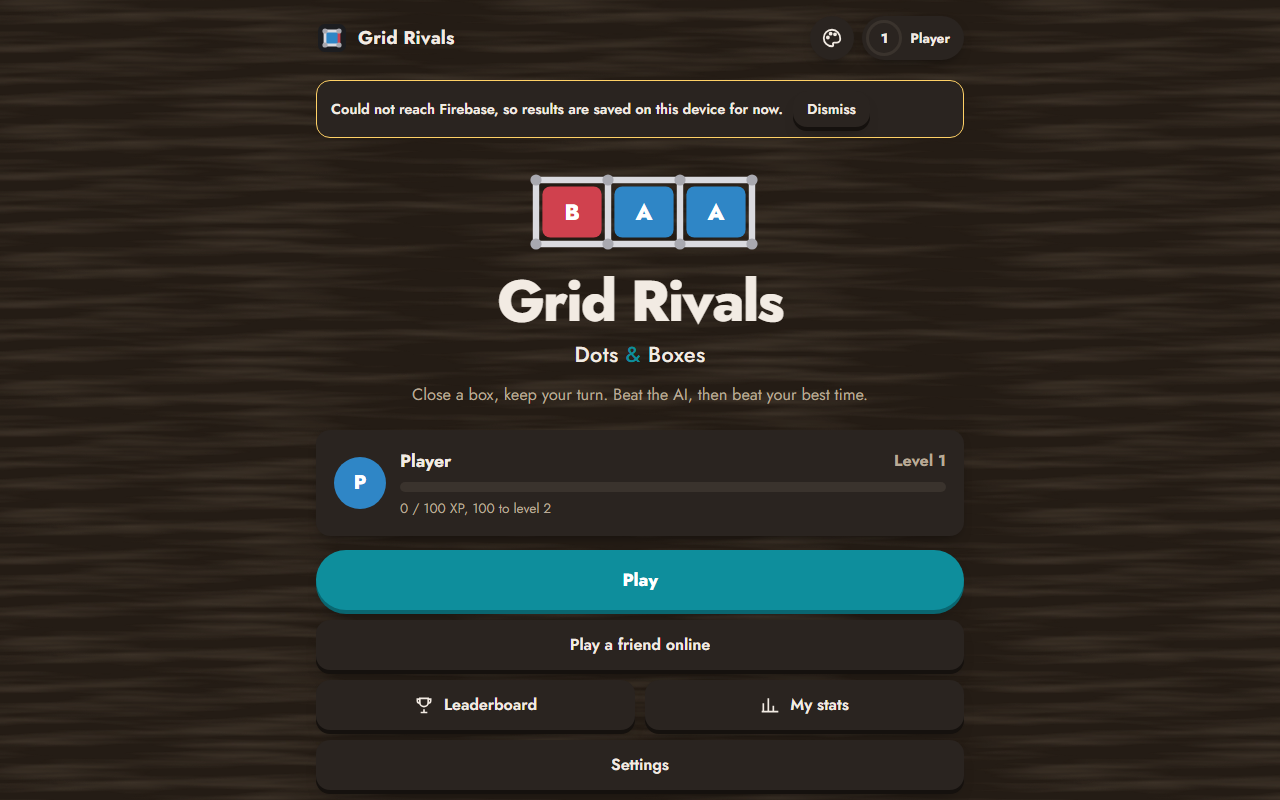 Grid Rivals
1 Player
Could not reach Firebase, so results are saved on this device for now. Dismiss
B A A
Grid Rivals
Dots & Boxes
Close a box, keep your turn. Beat the AI, then beat your best time.
P
Player Level 1
0 / 100 XP, 100 to level 2
Play
Play a friend online
Leaderboard My stats
Settings